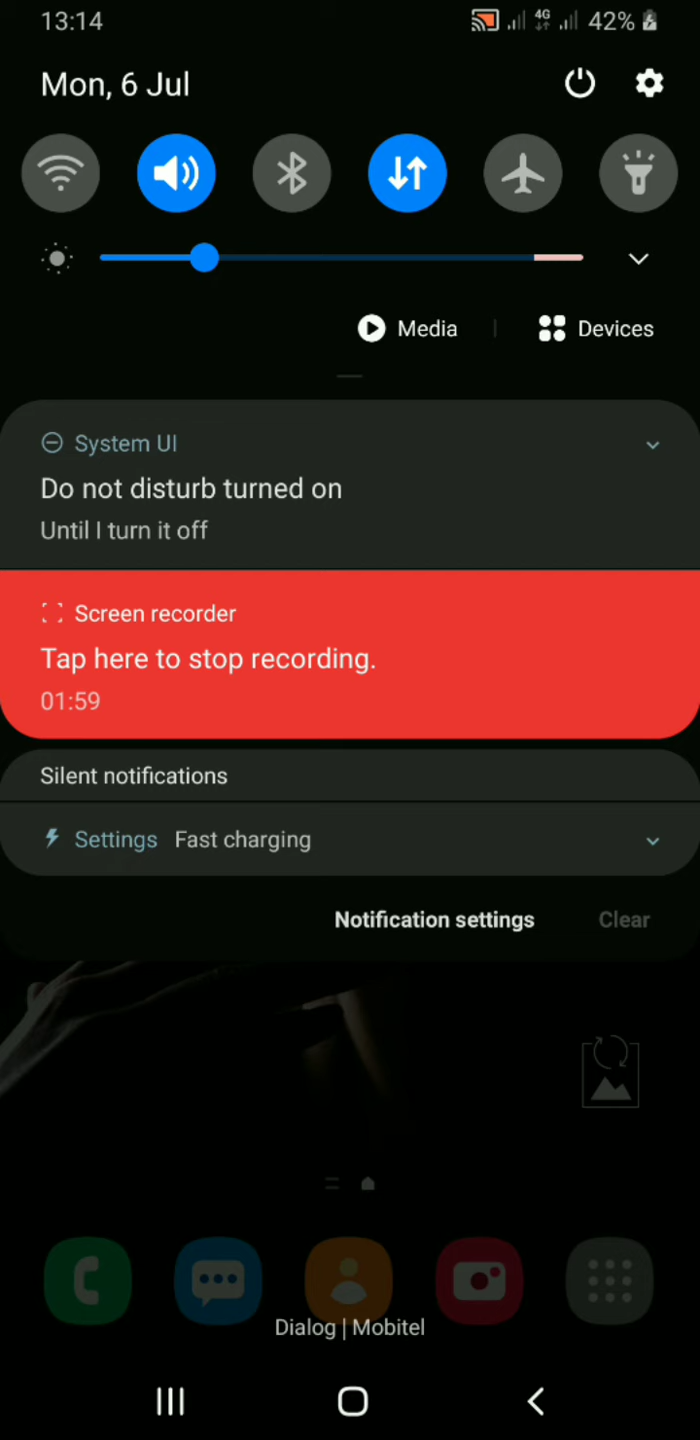 13:14
4G
42%
Mon, 6 Jul
Media | Devices
System UI
Do not disturb turned on
Until I turn it off
Screen recorder
Tap here to stop recording.
01:59
Silent notifications
Settings Fast charging
Notification settings Clear
Dialog | Mobitel